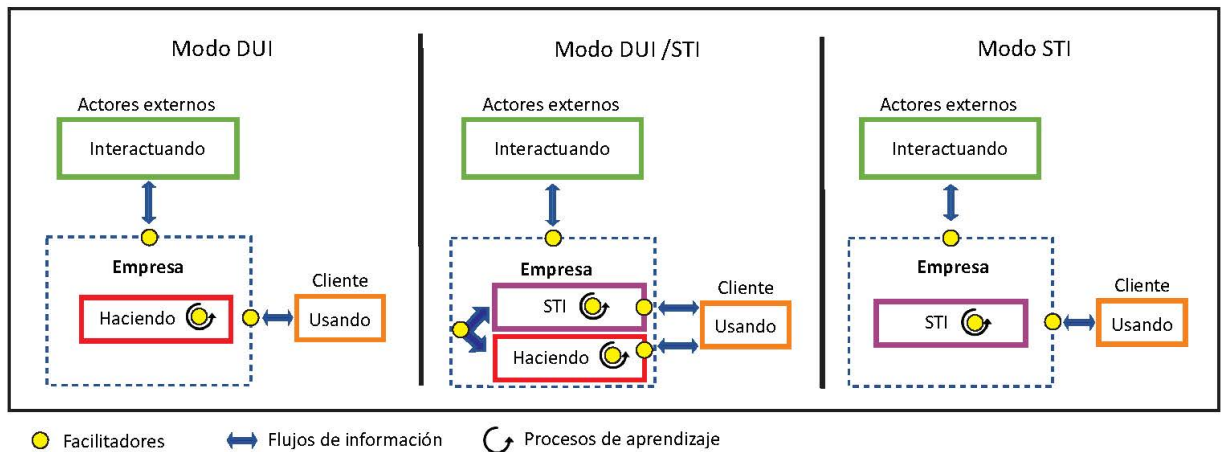 Modo DUI
Actores externos
Interactuando
Empresa
Haciendo
Cliente
Usando
Modo DUI /STI
Actores externos
Interactuando
Empresa
STI
Haciendo
Cliente
Usando
Modo STI
Actores externos
Interactuando
Empresa
STI
Cliente
Usando
Facilitadores
Flujos de información
Procesos de aprendizaje